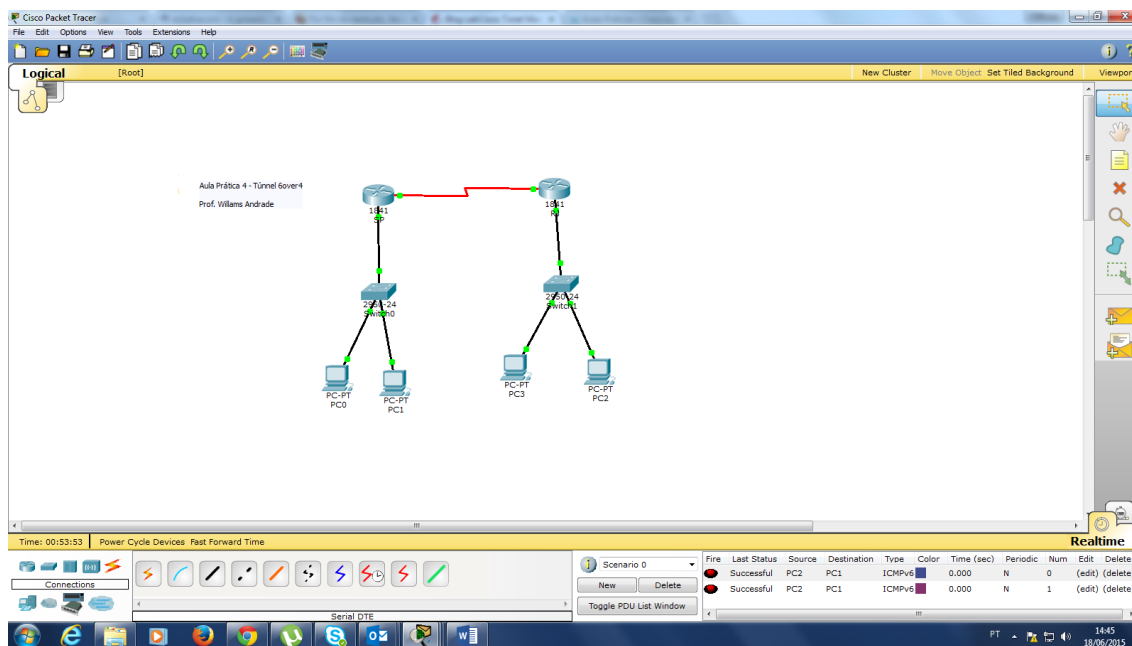 Cisco Packet Tracer
File Edit Options View Tools Extensions Help
Logical [Root] New Cluster Move Object Set Tiled Background Viewport
Aula Prática 4 - Túnel 6over4
Prof. Willams Andrade
1841
SP
1841
RJ
2950-24
Switch0
2950-24
Switch1
PC-PT
PC0
PC-PT
PC1
PC-PT
PC3
PC-PT
PC2
Time: 00:53:53 Power Cycle Devices Fast Forward Time Realtime
Connections
Serial DTE
Scenario 0
New Delete
Toggle PDU List Window
Fire Last Status Source Destination Type Color Time (sec) Periodic Num Edit Delete
Successful PC2 PC1 ICMPv6 0.000 N 0 (edit) (delete
Successful PC2 PC1 ICMPv6 0.000 N 1 (edit) (delete
PT 14:45
18/06/2015